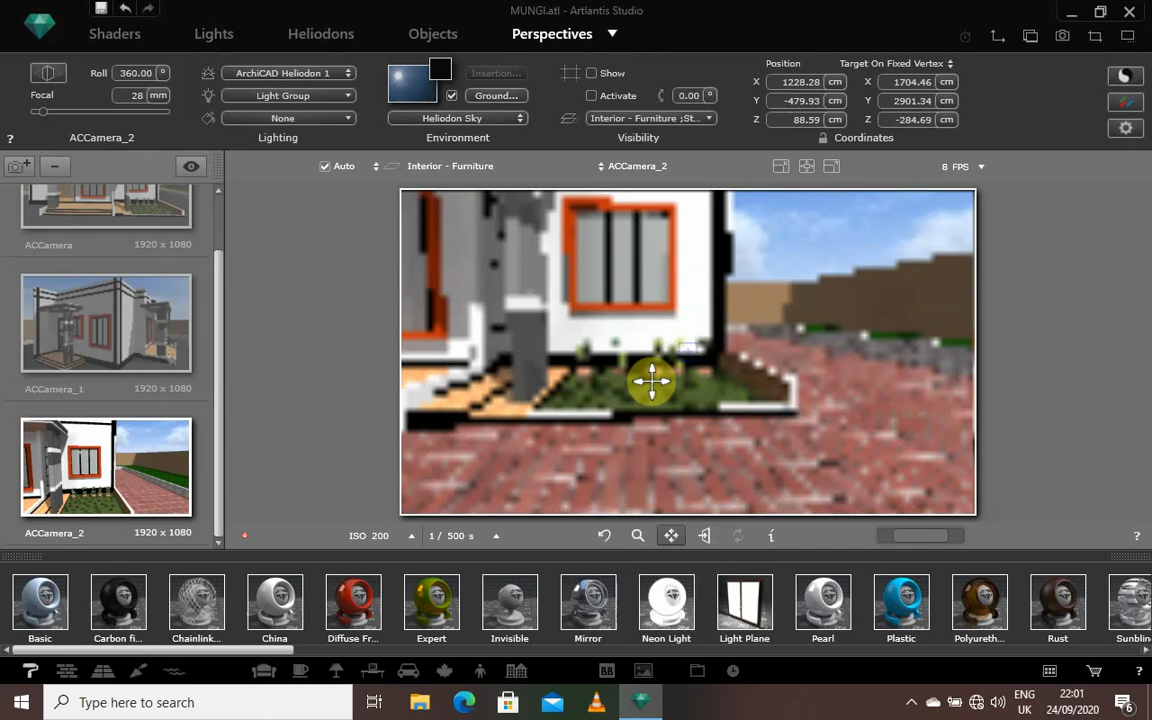 MUNGI.atl - Artlantis Studio
Shaders
Lights
Heliodons
Objects
Perspectives
Roll 360.00 °
Focal 28 mm
ACCamera_2
ArchiCAD Heliodon 1
Light Group
None
Lighting
Insertion...
Ground...
Heliodon Sky
Environment
Show
Activate 0.00 °
Interior - Furniture ;St...
Visibility
Position
Target On Fixed Vertex
X 1228.28 cm X 1704.46 cm
Y -479.93 cm Y 2901.34 cm
Z 88.59 cm Z -284.69 cm
Coordinates
?
Auto
Interior - Furniture
ACCamera_2
8 FPS
ACCamera 1920 x 1080
ACCamera_1 1920 x 1080
ACCamera_2 1920 x 1080
ISO 200
1 / 500 s
i
?
Basic
Carbon fi...
Chainlink...
China
Diffuse Fr...
Expert
Invisible
Mirror
Neon Light
Light Plane
Pearl
Plastic
Polyureth...
Rust
Sunblin
?
Type here to search
ENG
UK
22:01
24/09/2020
6